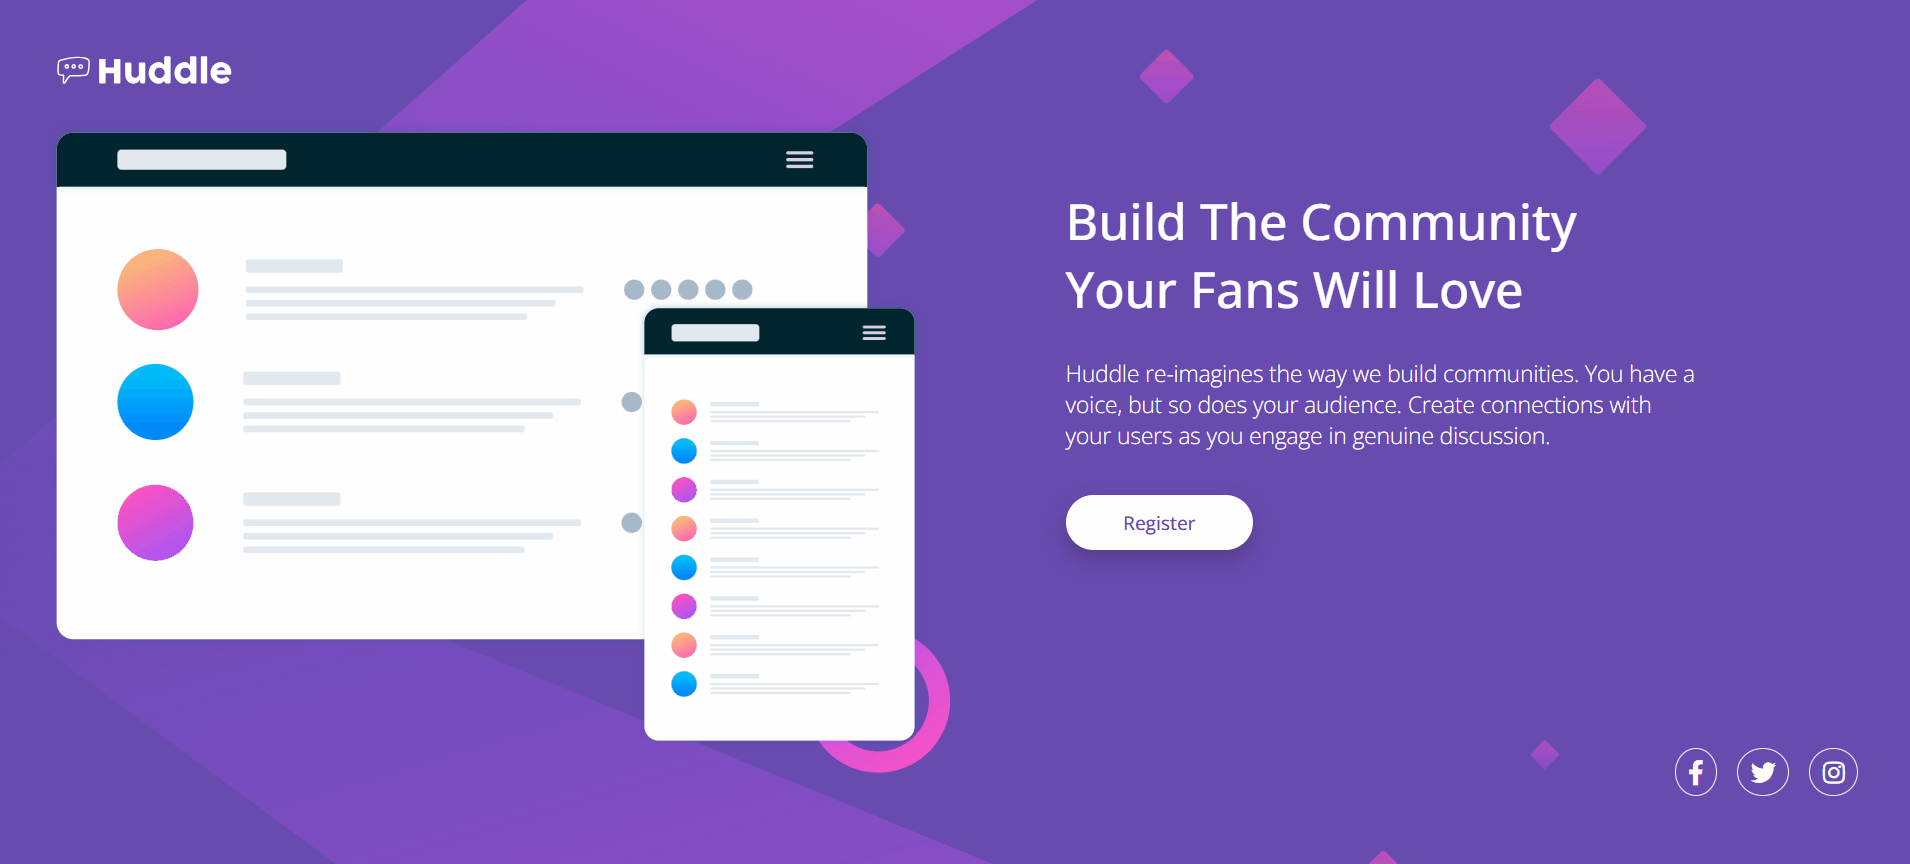 Huddle
Build The Community
Your Fans Will Love
Huddle re-imagines the way we build communities. You have a
voice, but so does your audience. Create connections with
your users as you engage in genuine discussion.
Register